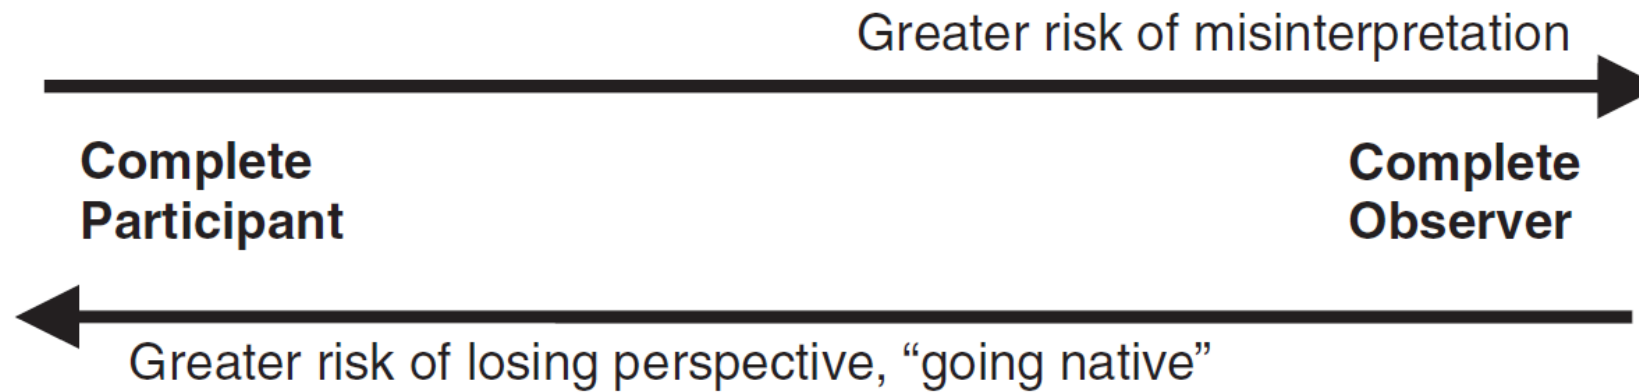 Greater risk of misinterpretation
Complete
Participant
Complete
Observer
Greater risk of losing perspective, “going native”